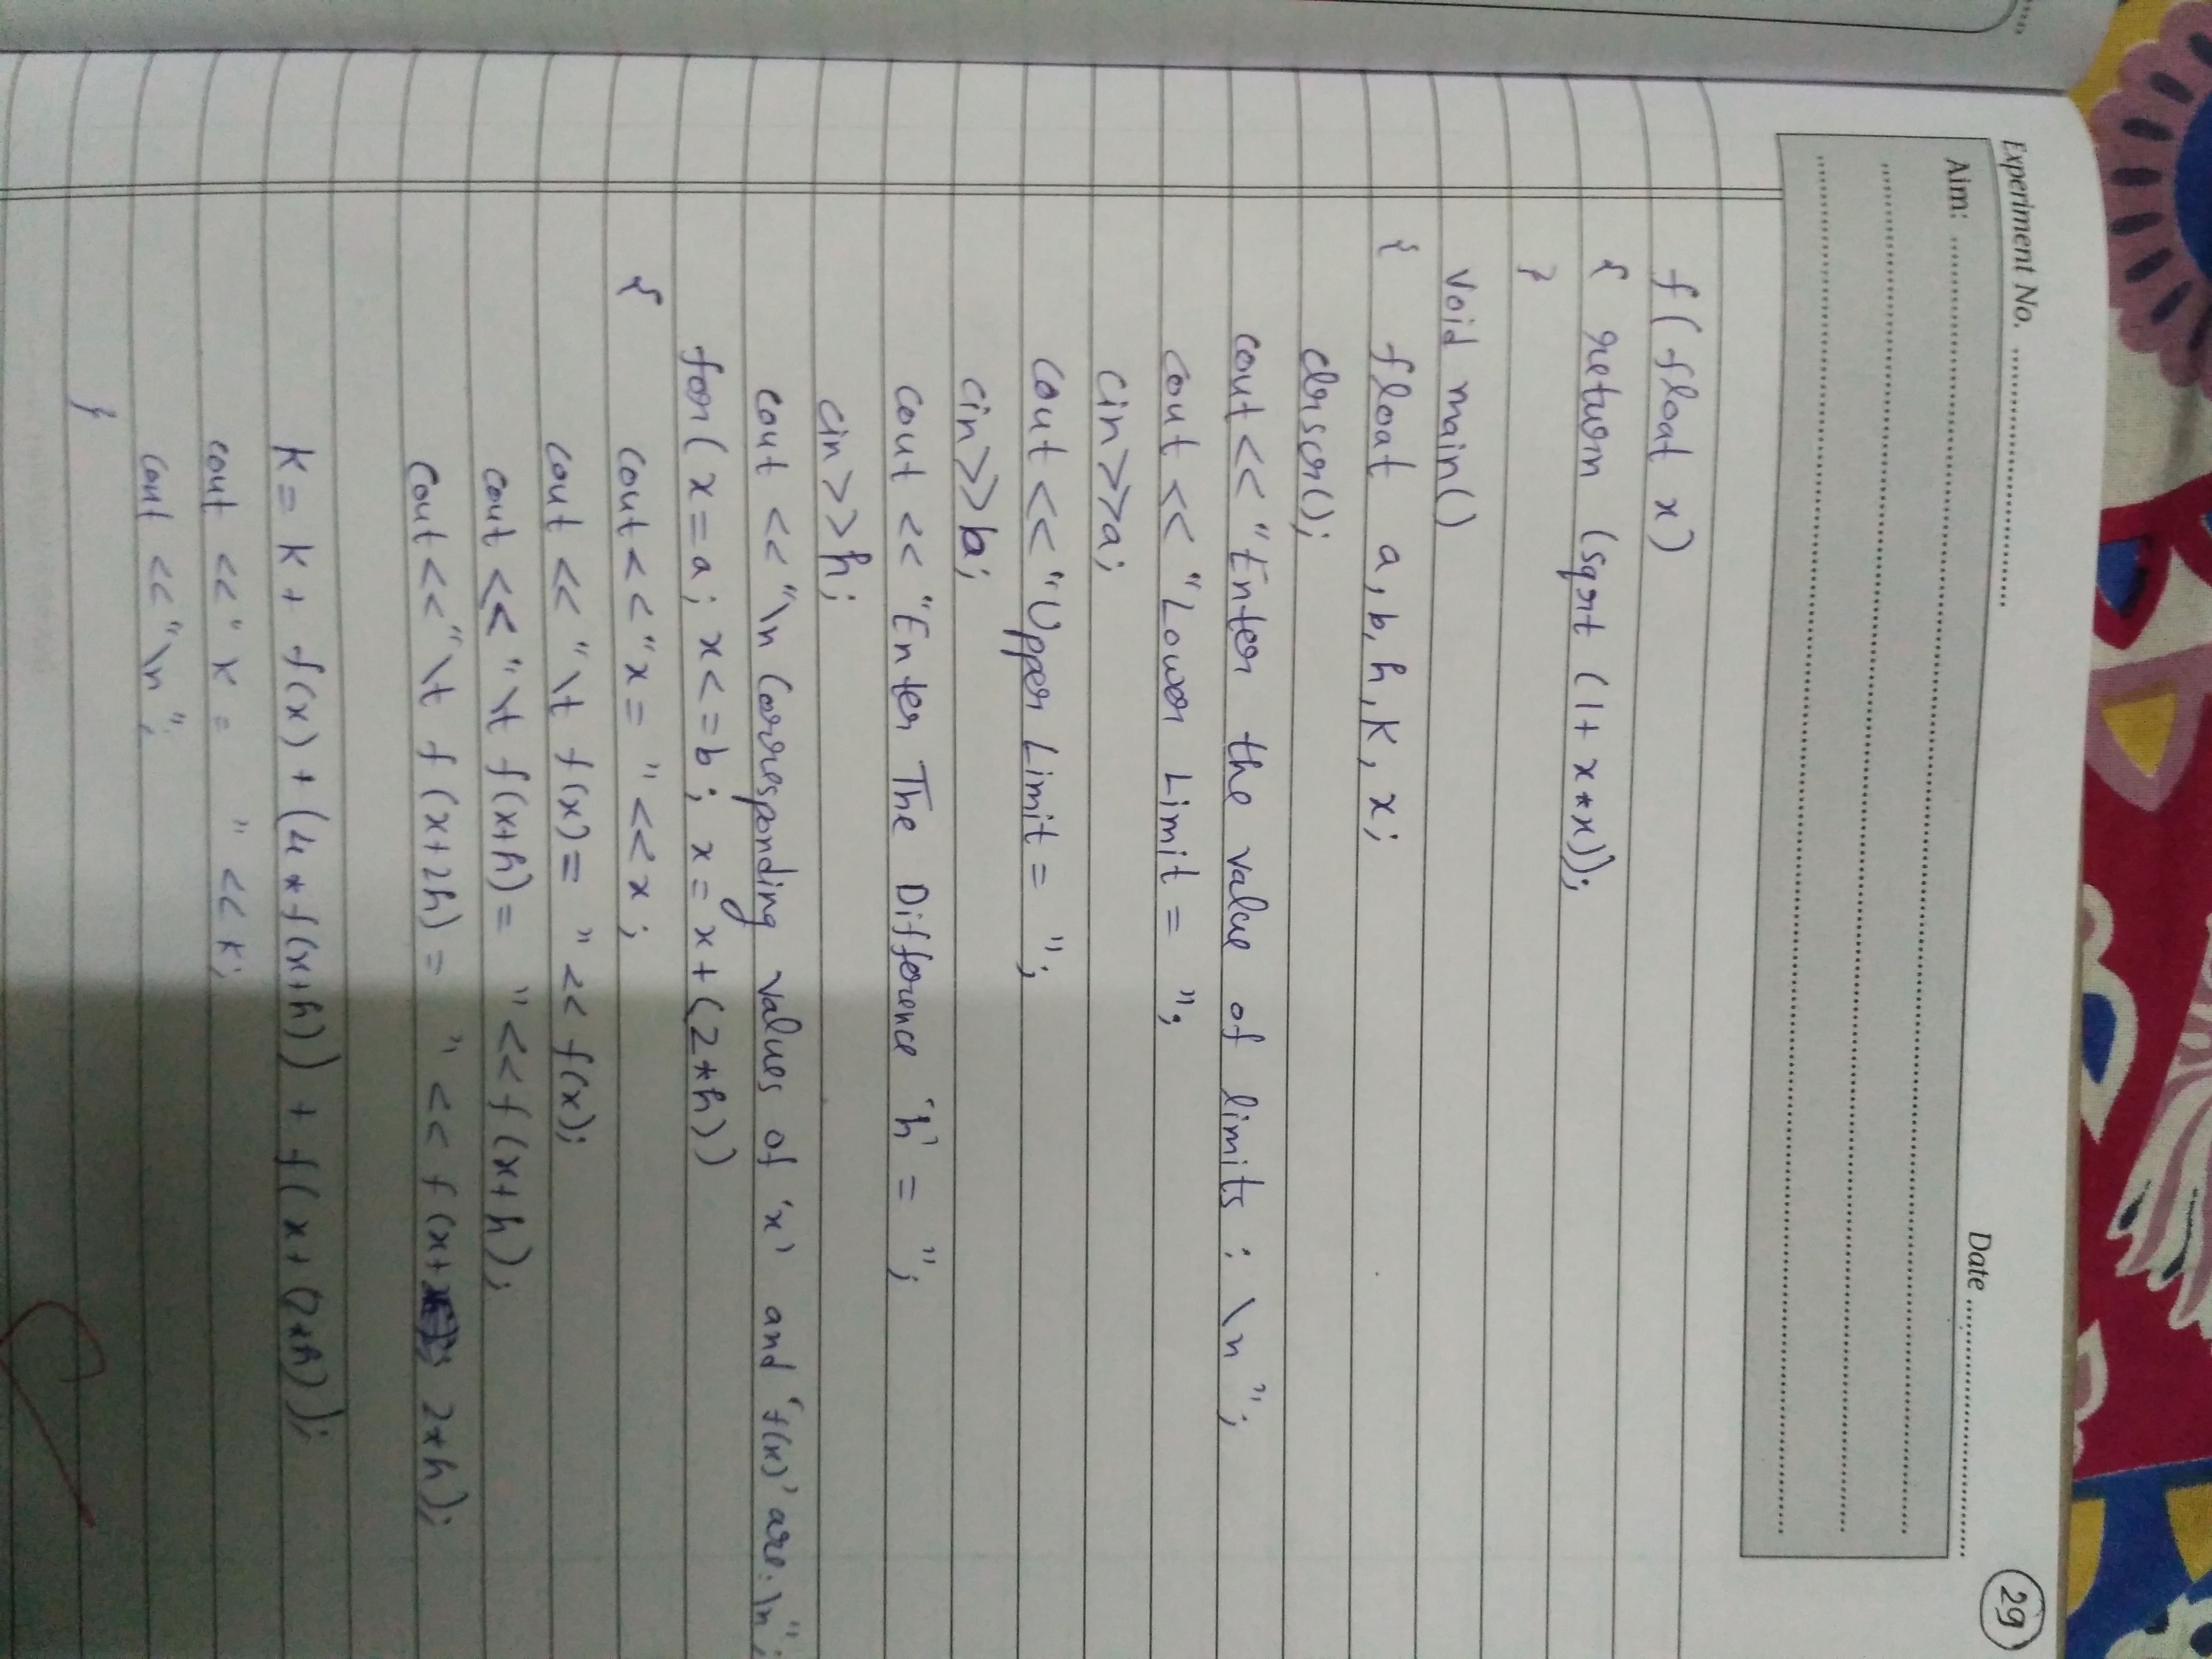 29
Experiment No. ..............................
Date ..............................
Aim: ..............................
f(float x)
{ return (sqrt (1+ x*x));
}
void main()
{ float a, b, h, K, x;
clrscr();
cout << "Enter the value of limits : \n ";
cout << "Lower Limit = ";
cin>>a;
cout << "Upper Limit = ";
cin>>b;
cout << "Enter The Difference 'h' = ";
cin>>h;
cout << "\n Corresponding values of 'x' and 'f(x)' are: \n";
for( x=a; x<=b; x= x+(2*h))
{ cout<<"x= "<<x;
cout << "\t f(x)= " << f(x);
cout << "\t f(x+h)= "<<f(x+h);
cout<<"\t f (x+2h) = " << f(x+ 2*h);
K= K+ f(x) + (4 * f(x+h)) + f(x+(2*h));
cout <<" K = " << K;
cout <<"\n";
}